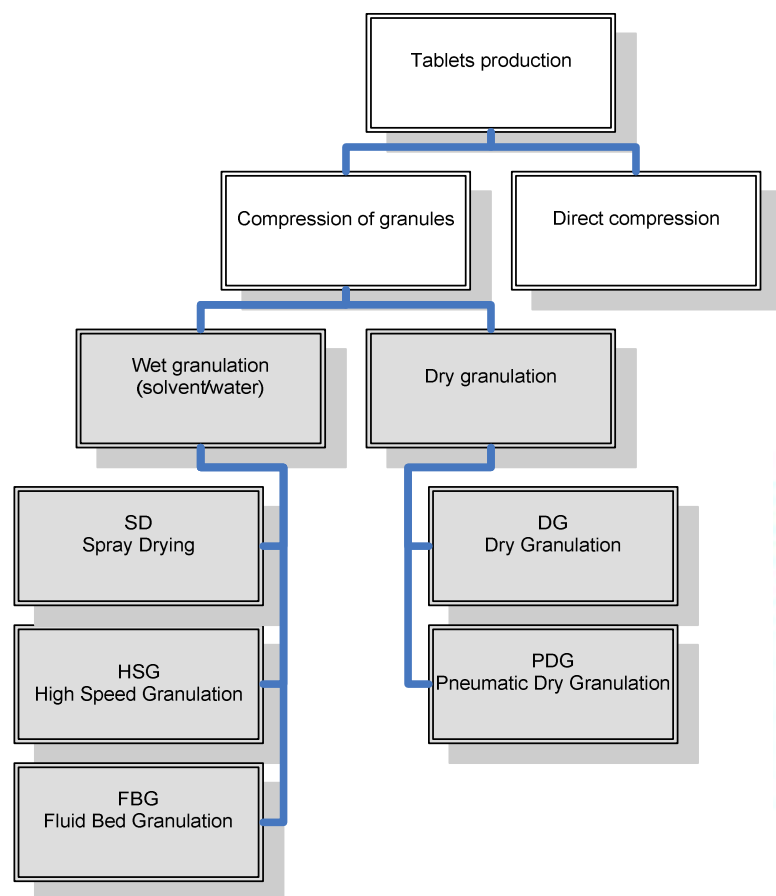 Tablets production
Compression of granules
Direct compression
Wet granulation
(solvent/water)
Dry granulation
SD
Spray Drying
DG
Dry Granulation
HSG
High Speed Granulation
PDG
Pneumatic Dry Granulation
FBG
Fluid Bed Granulation